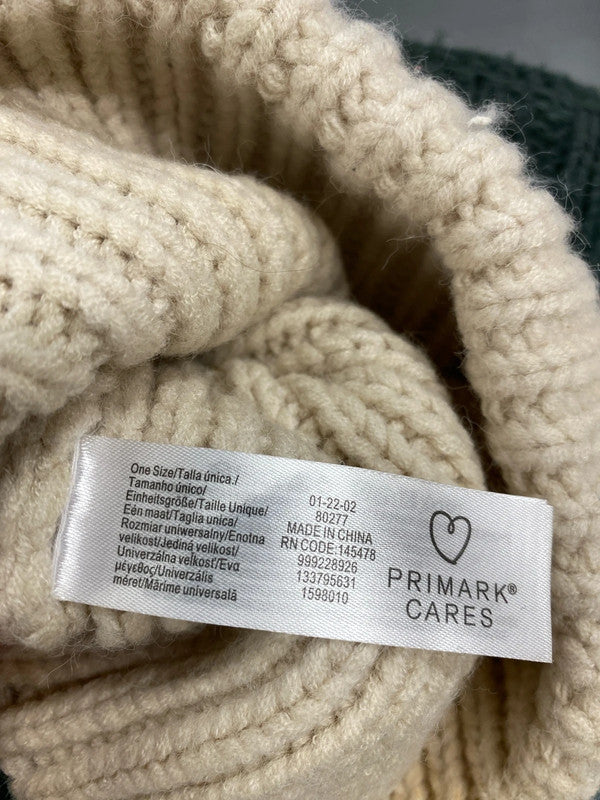 One Size/Talla única./
Tamanho único/
Einheitsgröße/Taille Unique/
Één maat/Taglia unica/
Rozmiar uniwersalny/Enotna
velikost/Jediná velikost/
Univerzálna veľkosť/Ενα
μέγεθος/Univerzális
méret/Mărime universală
01-22-02
80277
MADE IN CHINA
RN CODE:145478
999228926
133795631
1598010
PRIMARK®
CARES